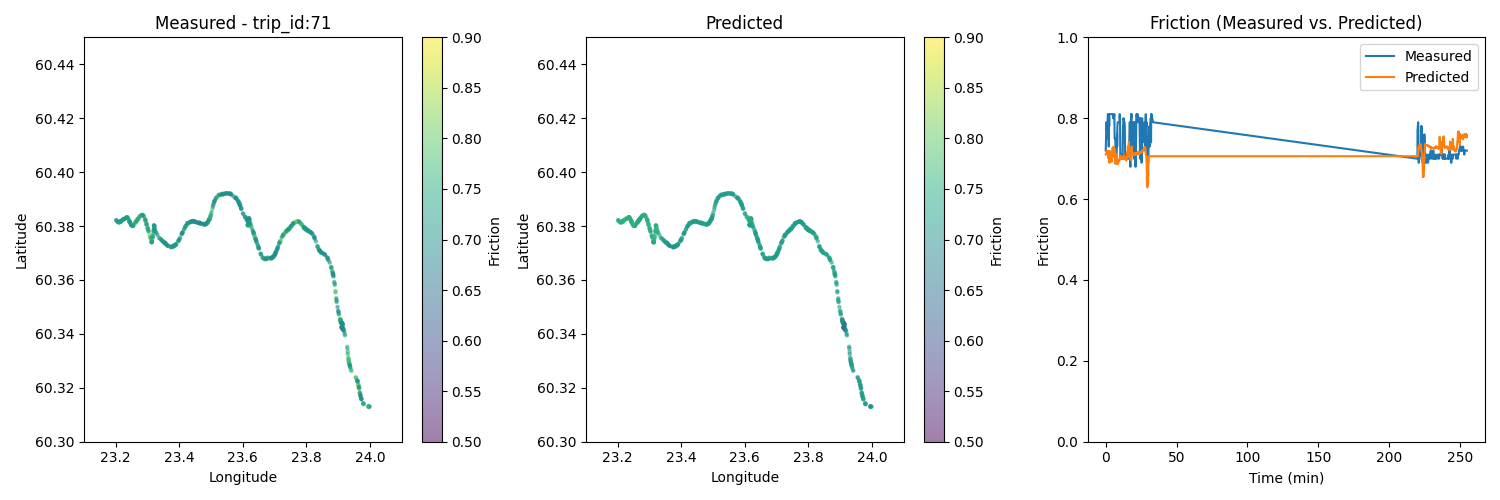 Measured - trip_id:71
60.44
60.42
60.40
60.38
60.36
60.34
60.32
60.30
23.2 23.4 23.6 23.8 24.0
Longitude
Latitude
0.90
0.85
0.80
0.75
0.70
0.65
0.60
0.55
0.50
Friction
Predicted
60.44
60.42
60.40
60.38
60.36
60.34
60.32
60.30
23.2 23.4 23.6 23.8 24.0
Longitude
Latitude
0.90
0.85
0.80
0.75
0.70
0.65
0.60
0.55
0.50
Friction
Friction (Measured vs. Predicted)
Measured
Predicted
1.0
0.8
0.6
0.4
0.2
0.0
0 50 100 150 200 250
Time (min)
Friction